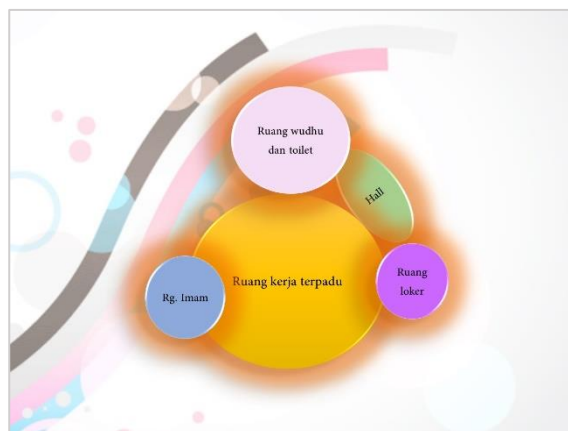 Ruang wudhu
dan toilet
Hall
Ruang kerja terpadu
Rg. Imam
Ruang
loker